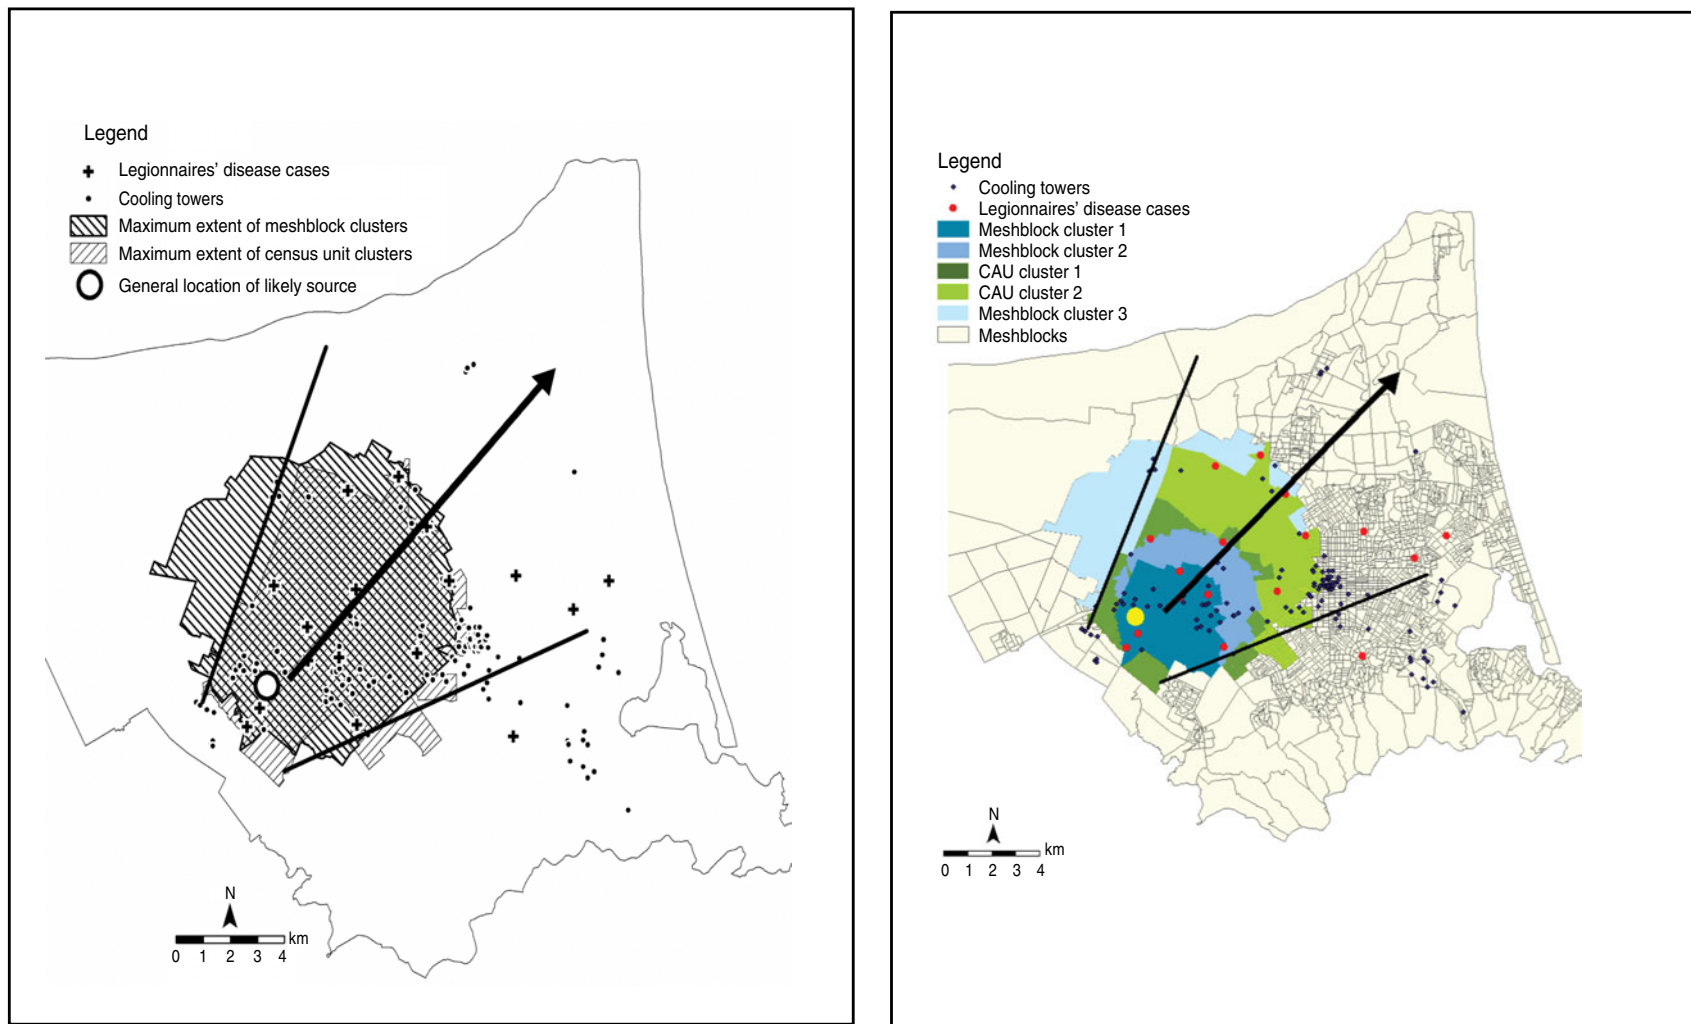 Legend
Legionnaires' disease cases
Cooling towers
Maximum extent of meshblock clusters
Maximum extent of census unit clusters
General location of likely source
N
km
0 1 2 3 4
Legend
Cooling towers
Legionnaires' disease cases
Meshblock cluster 1
Meshblock cluster 2
CAU cluster 1
CAU cluster 2
Meshblock cluster 3
Meshblocks
N
km
0 1 2 3 4